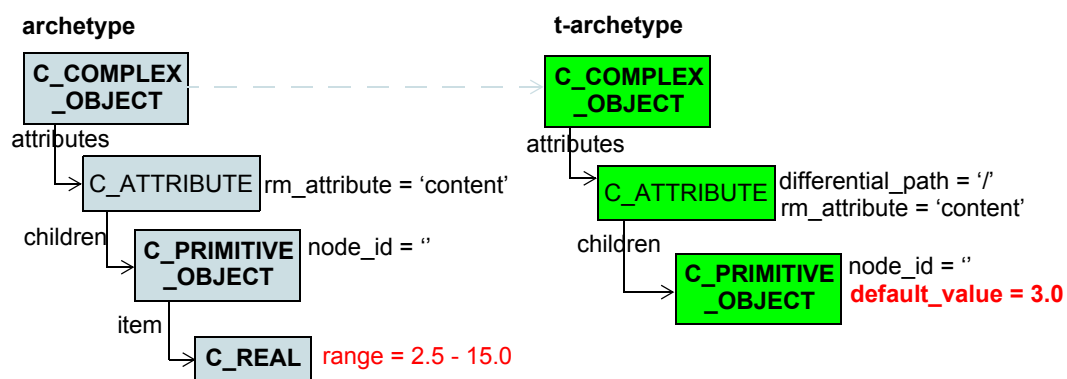 archetype
C_COMPLEX
_OBJECT
attributes
C_ATTRIBUTE
rm_attribute = ‘content’
children
C_PRIMITIVE
_OBJECT
node_id = ‘’
item
C_REAL
range = 2.5 - 15.0
t-archetype
C_COMPLEX
_OBJECT
attributes
C_ATTRIBUTE
differential_path = ‘/’
rm_attribute = ‘content’
children
C_PRIMITIVE
_OBJECT
node_id = ‘’
default_value = 3.0